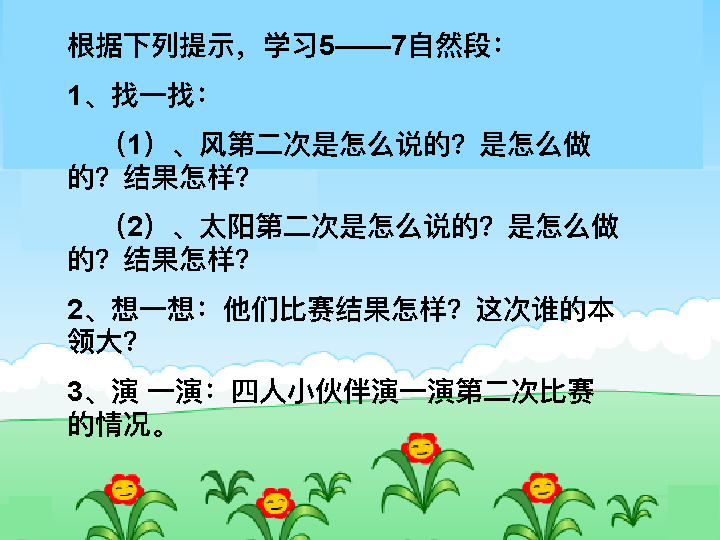 根据下列提示，学习5——7自然段：
1、找一找：
（1）、风第二次是怎么说的？是怎么做
的？结果怎样？
（2）、太阳第二次是怎么说的？是怎么做
的？结果怎样？
2、想一想：他们比赛结果怎样？这次谁的本
领大？
3、演 一演：四人小伙伴演一演第二次比赛
的情况。